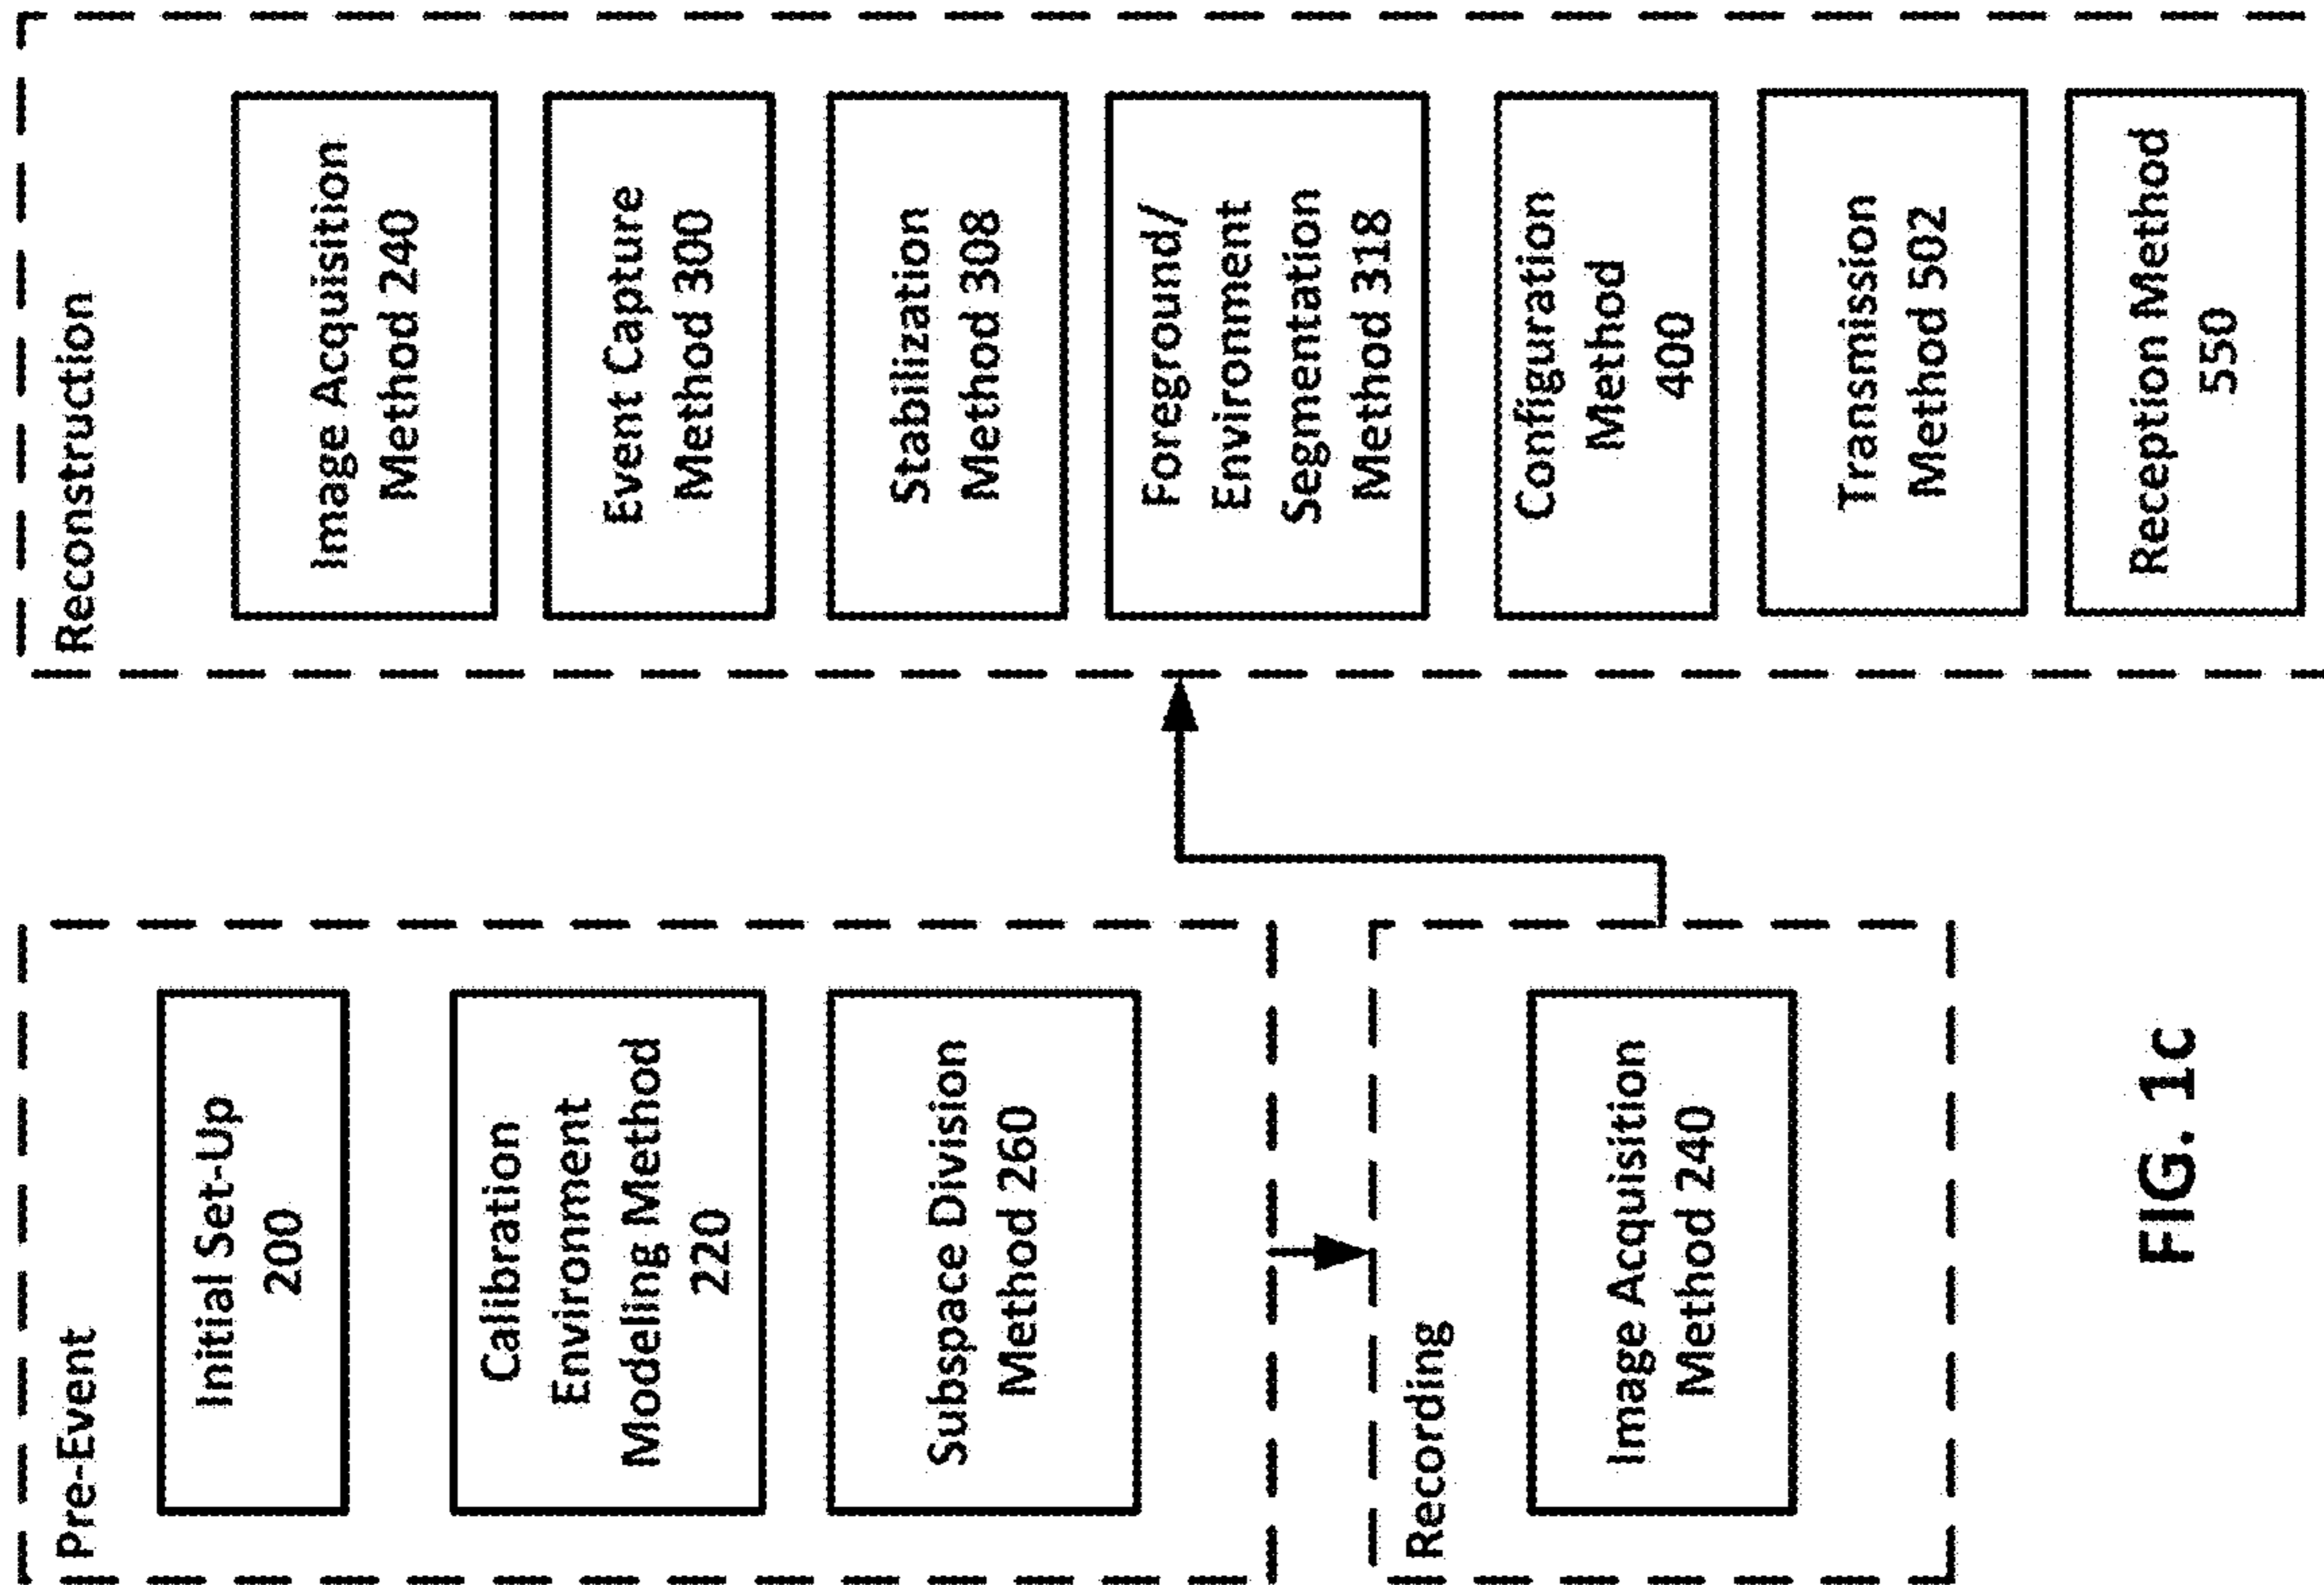 Pre-Event
Initial Set-Up
200
Calibration
Environment
Modeling Method
220
Subspace Division
Method 260
Recording
Image Acquisition
Method 240
Reconstruction
Image Acquisition
Method 240
Event Capture
Method 300
Stabilization
Method 308
Foreground/
Environment
Segmentation
Method 318
Configuration
Method
400
Transmission
Method 502
Reception Method
550
FIG. 1c